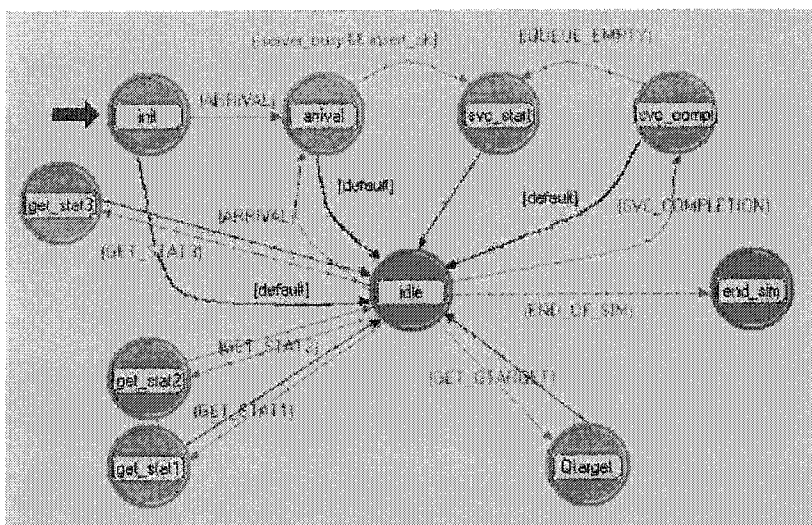 init
arrival
svc_start
svc_compl
(ARRIVAL)
get_stat3
(default)
(default)
(ARRIVAL)
(SVC_COMPLETION)
(GET_STAT3)
(default)
idle
end_sim
(END_OF_SIM)
get_stat2
(GET_STAT2)
(GET_STAT1)
get_stat1
Qtarget